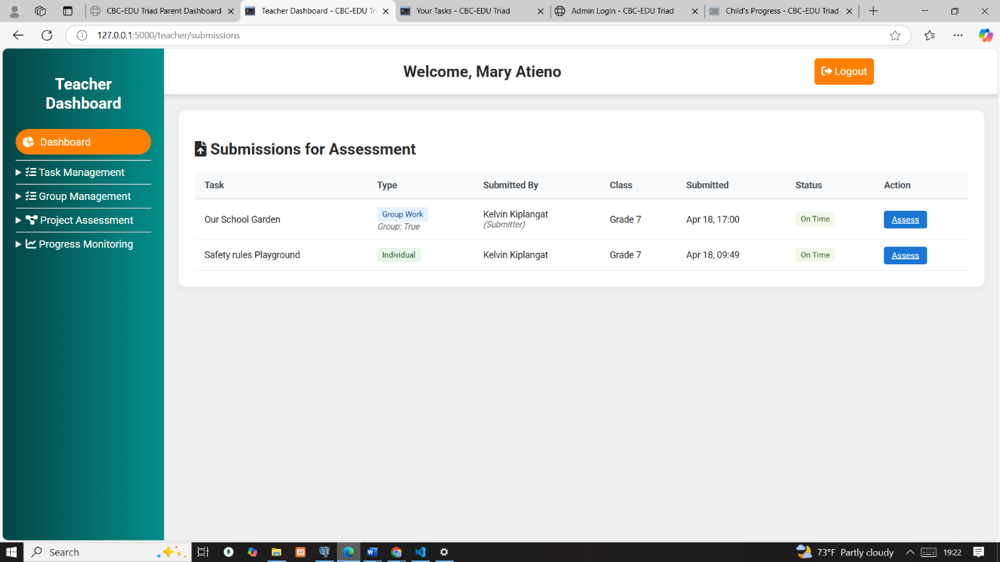 CBC-EDU Triad Parent Dashboard
Teacher Dashboard - CBC-EDU Tri
Your Tasks - CBC-EDU Triad
Admin Login - CBC-EDU Triad
Child's Progress - CBC-EDU Triad
127.0.0.1:5000/teacher/submissions
Teacher
Dashboard
Dashboard
Task Management
Group Management
Project Assessment
Progress Monitoring
Welcome, Mary Atieno
Logout
Submissions for Assessment
Task Type Submitted By Class Submitted Status Action
Our School Garden Group Work Group: True Kelvin Kiplangat (Submitter) Grade 7 Apr 18, 17:00 On Time Assess
Safety rules Playground Individual Kelvin Kiplangat Grade 7 Apr 18, 09:49 On Time Assess
Search
73°F Partly cloudy
19:22